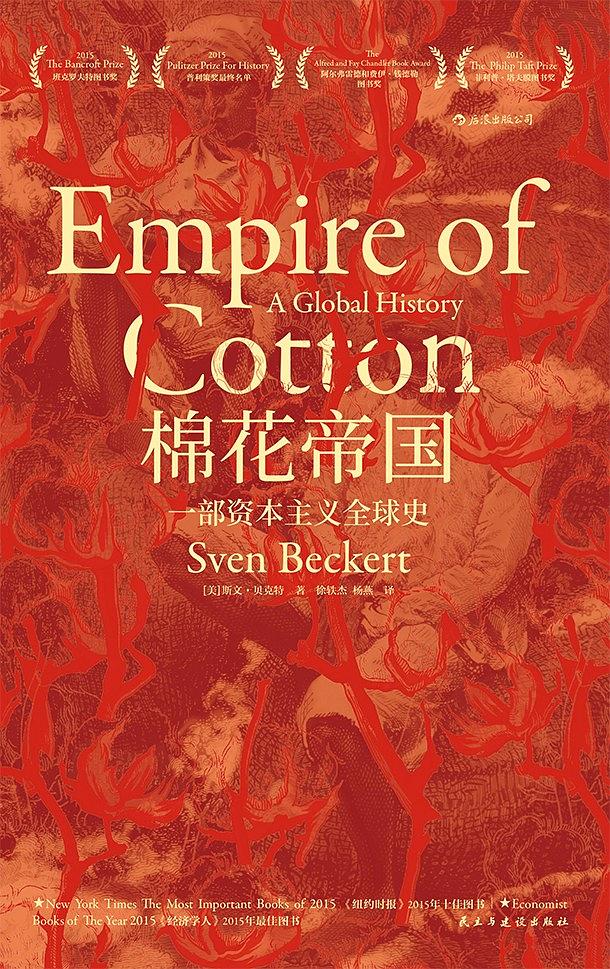 2015
The Bancroft Prize
班克罗夫特图书奖
2015
Pulitzer Prize For History
普利策奖最终名单
The
Alfred and Fay Chandler Book Award
阿尔弗雷德和费伊·钱德勒
图书奖
2015
The Philip Taft Prize
菲利普·塔夫脱图书奖
后浪出版公司
Empire of
A Global History
Cotton
棉花帝国
一部资本主义全球史
Sven Beckert
[美]斯文·贝克特 著 徐轶杰 杨燕 译
★New York Times The Most Important Books of 2015 《纽约时报》2015年十佳图书 | ★Economist
Books of The Year 2015《经济学人》2015年最佳图书
民主与建设出版社